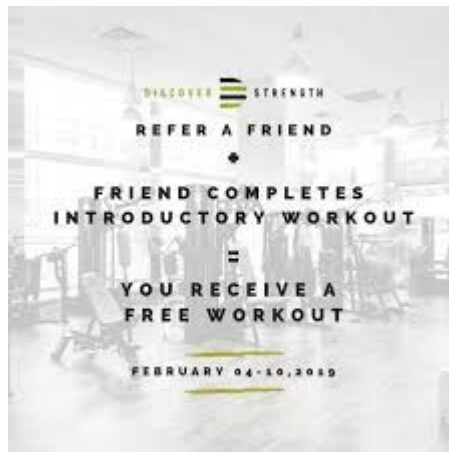 DISCOVER STRENGTH
REFER A FRIEND
+
FRIEND COMPLETES
INTRODUCTORY WORKOUT
=
YOU RECEIVE A
FREE WORKOUT
FEBRUARY 04-10,2019